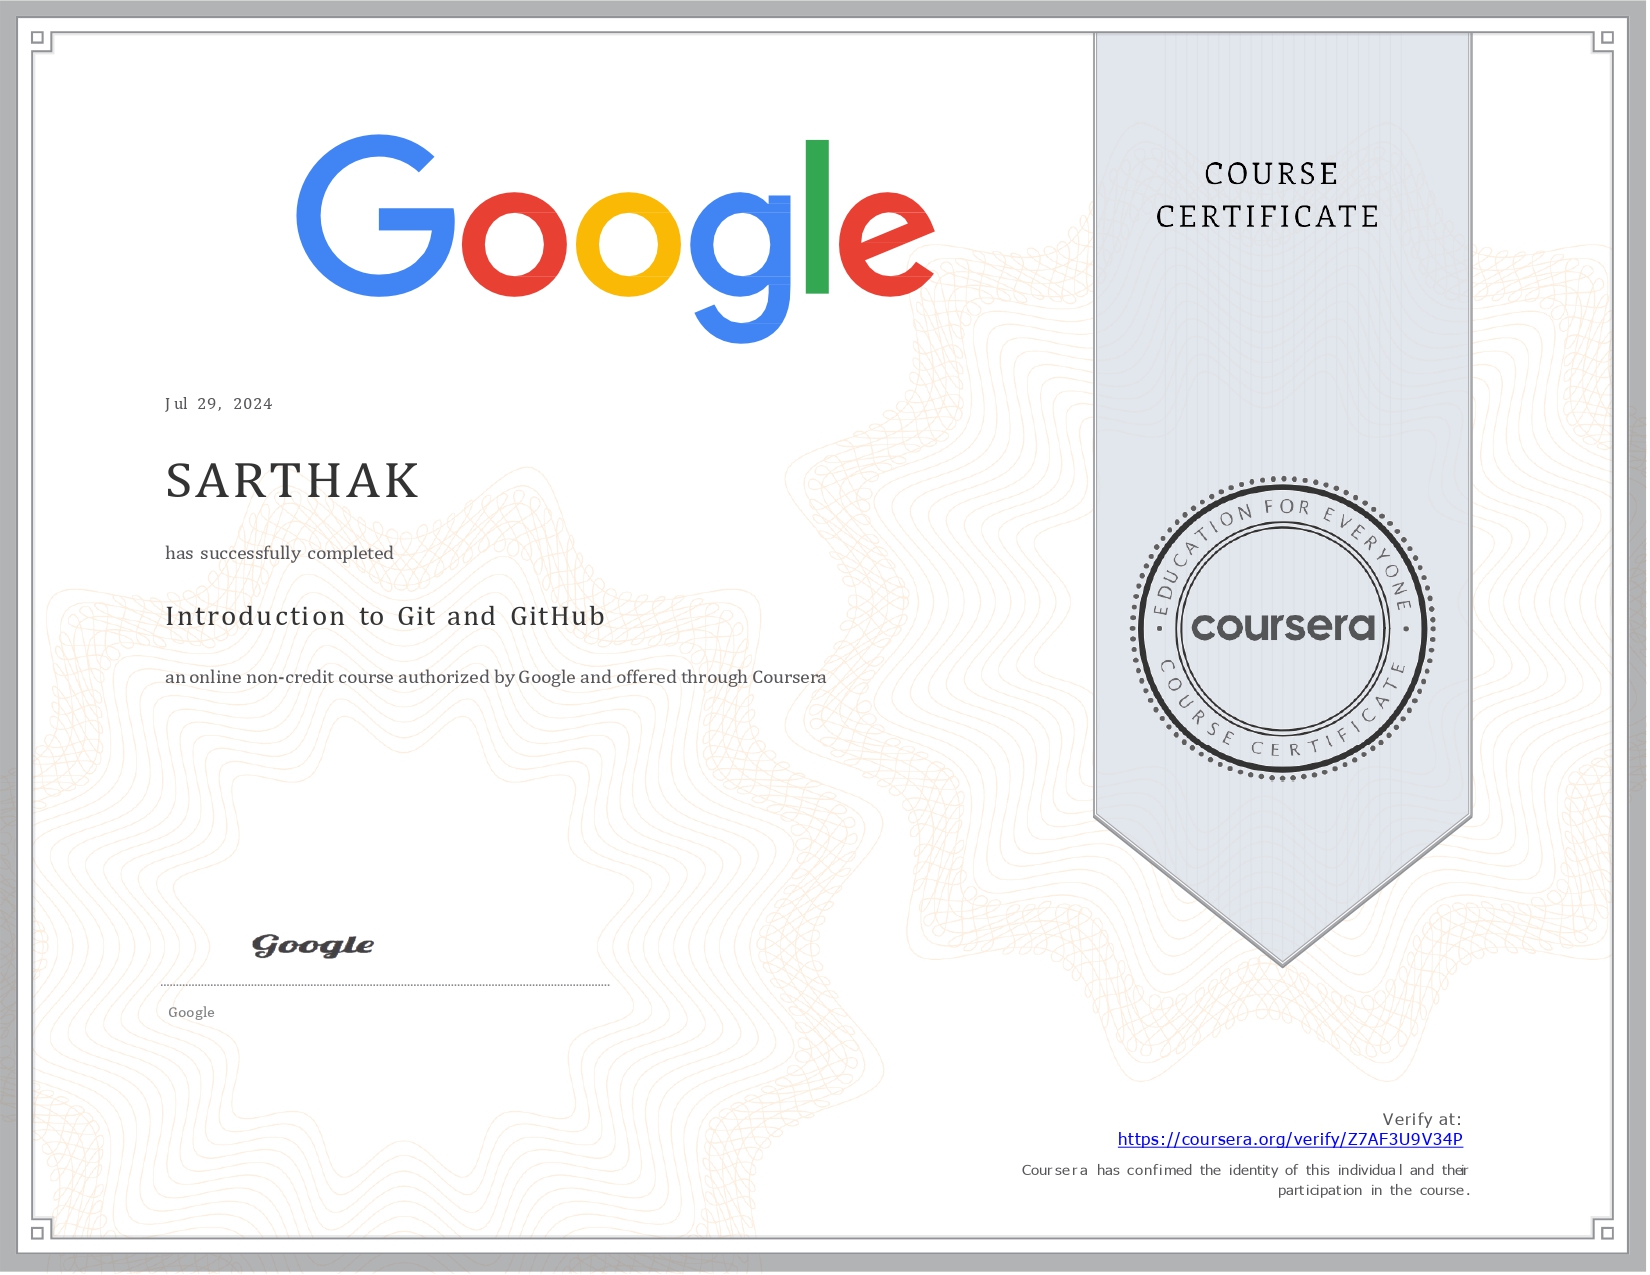 Google
COURSE
CERTIFICATE
Jul 29, 2024
SARTHAK
has successfully completed
Introduction to Git and GitHub
an online non-credit course authorized by Google and offered through Coursera
EDUCATION FOR EVERYONE
coursera
COURSE CERTIFICATE
Google
Google
Verify at:
https://coursera.org/verify/Z7AF3U9V34P
Coursera has confimed the identity of this individual and their
participation in the course.